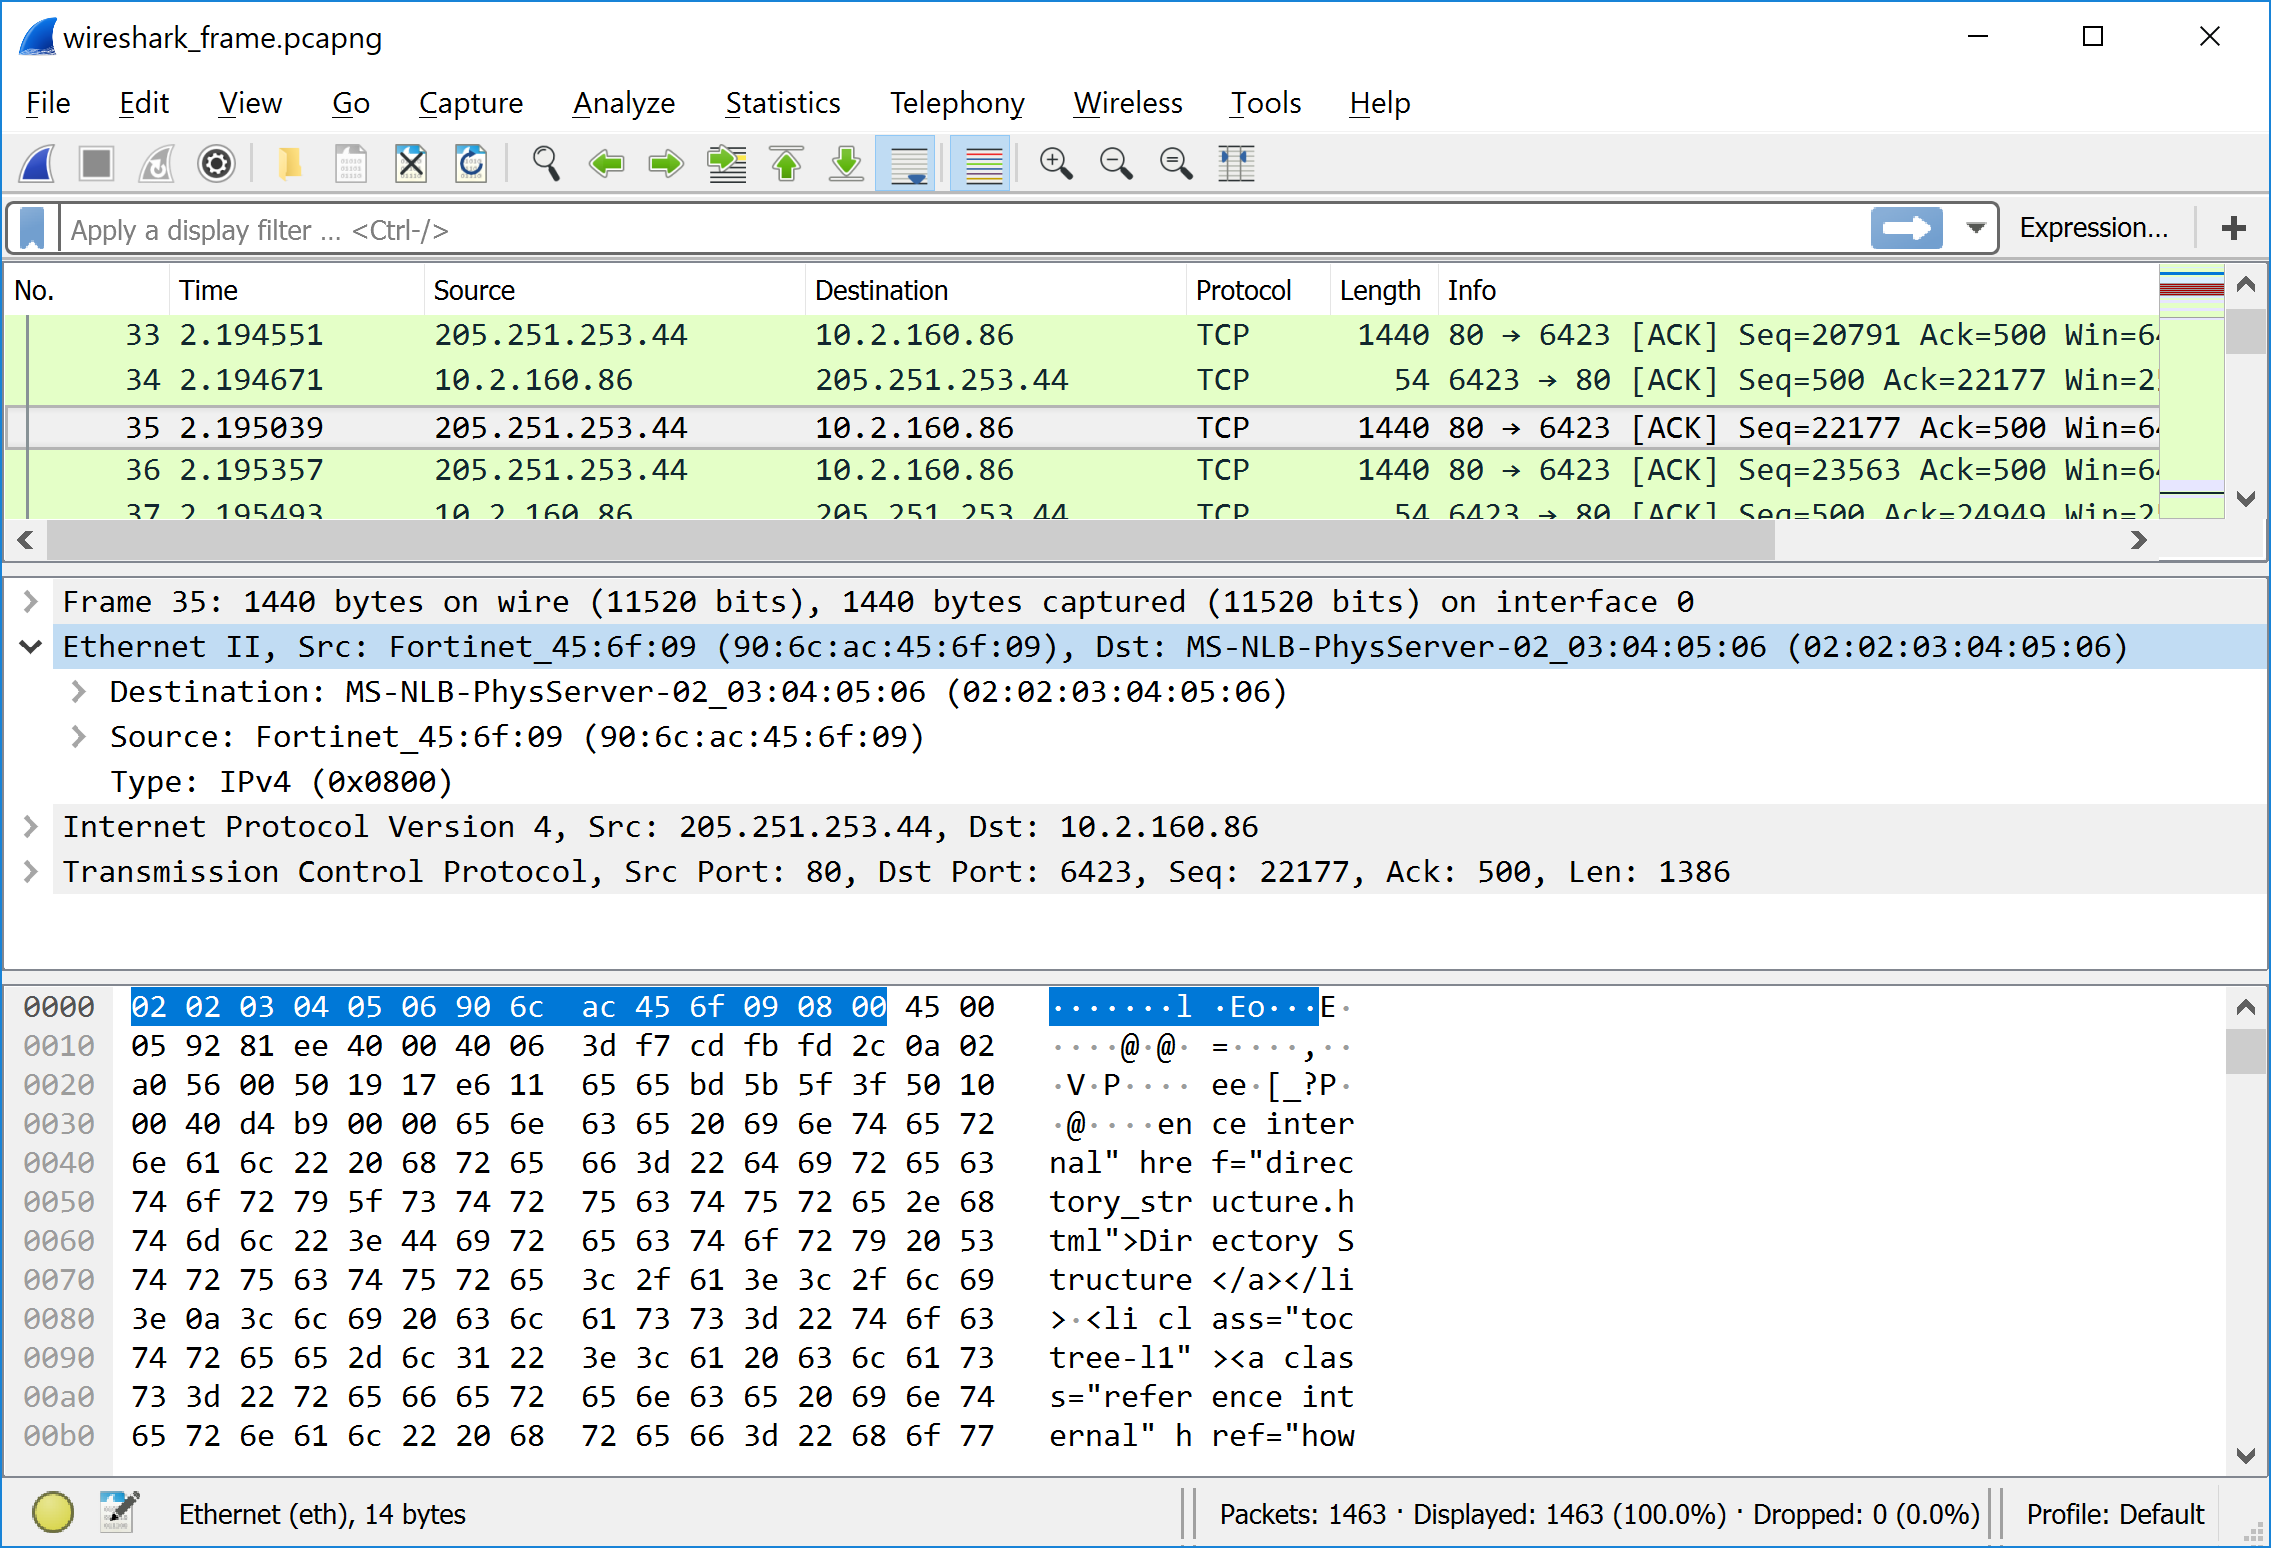 wireshark_frame.pcapng
File Edit View Go Capture Analyze Statistics Telephony Wireless Tools Help
Apply a display filter ... <Ctrl-/> Expression... +
No. Time Source Destination Protocol Length Info
33 2.194551 205.251.253.44 10.2.160.86 TCP 1440 80 → 6423 [ACK] Seq=20791 Ack=500 Win=64
34 2.194671 10.2.160.86 205.251.253.44 TCP 54 6423 → 80 [ACK] Seq=500 Ack=22177 Win=25
35 2.195039 205.251.253.44 10.2.160.86 TCP 1440 80 → 6423 [ACK] Seq=22177 Ack=500 Win=64
36 2.195357 205.251.253.44 10.2.160.86 TCP 1440 80 → 6423 [ACK] Seq=23563 Ack=500 Win=64
37 2.195493 10.2.160.86 205.251.253.44 TCP 54 6423 → 80 [ACK] Seq=500 Ack=24949 Win=25
Frame 35: 1440 bytes on wire (11520 bits), 1440 bytes captured (11520 bits) on interface 0
Ethernet II, Src: Fortinet_45:6f:09 (90:6c:ac:45:6f:09), Dst: MS-NLB-PhysServer-02_03:04:05:06 (02:02:03:04:05:06)
Destination: MS-NLB-PhysServer-02_03:04:05:06 (02:02:03:04:05:06)
Source: Fortinet_45:6f:09 (90:6c:ac:45:6f:09)
Type: IPv4 (0x0800)
Internet Protocol Version 4, Src: 205.251.253.44, Dst: 10.2.160.86
Transmission Control Protocol, Src Port: 80, Dst Port: 6423, Seq: 22177, Ack: 500, Len: 1386
0000 02 02 03 04 05 06 90 6c ac 45 6f 09 08 00 45 00 ·······l ·Eo···E·
0010 05 92 81 ee 40 00 40 06 3d f7 cd fb fd 2c 0a 02 ····@·@· =····,··
0020 a0 56 00 50 19 17 e6 11 65 65 bd 5b 5f 3f 50 10 ·V·P···· ee·[_?P·
0030 00 40 d4 b9 00 00 65 6e 63 65 20 69 6e 74 65 72 ·@····en ce inter
0040 6e 61 6c 22 20 68 72 65 66 3d 22 64 69 72 65 63 nal" hre f="direc
0050 74 6f 72 79 5f 73 74 72 75 63 74 75 72 65 2e 68 tory_str ucture.h
0060 74 6d 6c 22 3e 44 69 72 65 63 74 6f 72 79 20 53 tml">Dir ectory S
0070 74 72 75 63 74 75 72 65 3c 2f 61 3e 3c 2f 6c 69 tructure </a></li
0080 3e 0a 3c 6c 69 20 63 6c 61 73 73 3d 22 74 6f 63 >·<li cl ass="toc
0090 74 72 65 65 2d 6c 31 22 3e 3c 61 20 63 6c 61 73 tree-l1" ><a clas
00a0 73 3d 22 72 65 66 65 72 65 6e 63 65 20 69 6e 74 s="refer ence int
00b0 65 72 6e 61 6c 22 20 68 72 65 66 3d 22 68 6f 77 ernal" h ref="how
Ethernet (eth), 14 bytes Packets: 1463 · Displayed: 1463 (100.0%) · Dropped: 0 (0.0%) Profile: Default